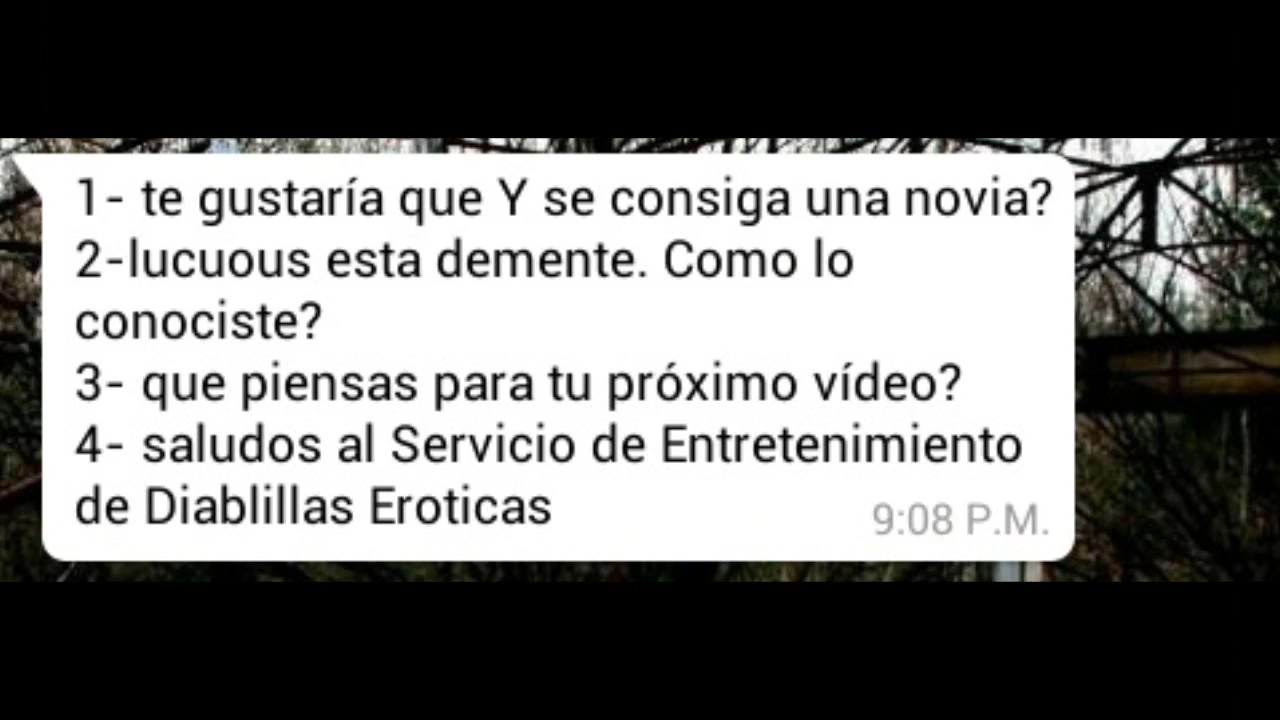 1- te gustaría que Y se consiga una novia?
2-lucuous esta demente. Como lo
conociste?
3- que piensas para tu próximo vídeo?
4- saludos al Servicio de Entretenimiento
de Diablillas Eroticas
9:08 P.M.